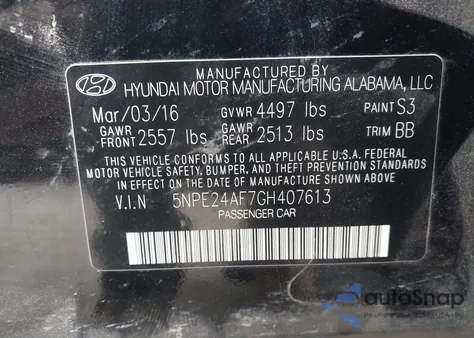 MANUFACTURED BY
HYUNDAI MOTOR MANUFACTURING ALABAMA, LLC
Mar/03/16 GVWR 4497 lbs PAINT S3
GAWR FRONT 2557 lbs GAWR REAR 2513 lbs TRIM BB
THIS VEHICLE CONFORMS TO ALL APPLICABLE U.S.A. FEDERAL
MOTOR VEHICLE SAFETY, BUMPER, AND THEFT PREVENTION STANDARDS
IN EFFECT ON THE DATE OF MANUFACTURE SHOWN ABOVE.
V.I.N 5NPE24AF7GH407613
PASSENGER CAR
autoSnap